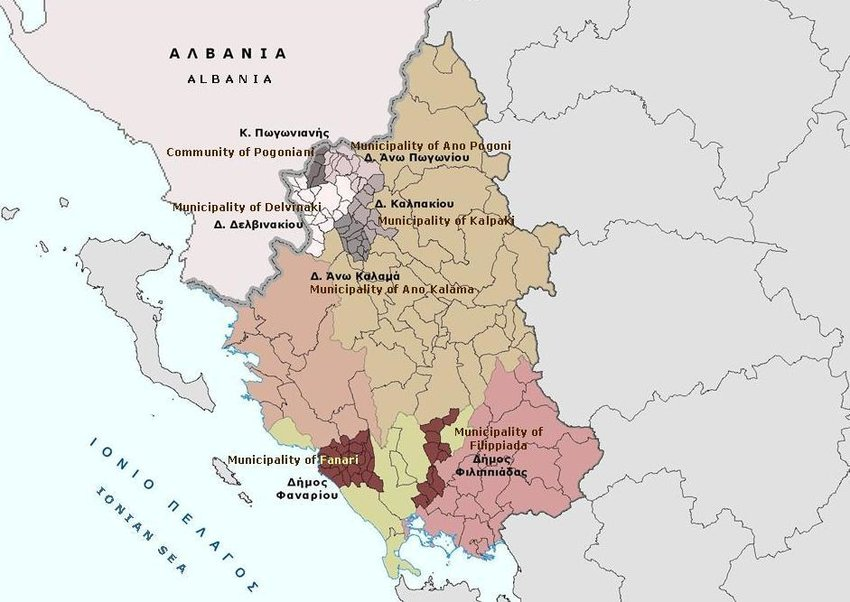 ΑΛΒΑΝΙΑ
ALBANIA
Κ. Πωγωνιανής
Community of Pogoniani
Municipality of Ano Pogoni
Δ. Άνω Πωγωνίου
Municipality of Delvinaki
Δ. Δελβινακίου
Δ. Καλπακίου
Municipality of Kalpaki
Δ. Άνω Καλαμά
Municipality of Ano Kalama
Municipality of Fanari
Δήμος
Φαναρίου
Municipality of
Filippiada
Δήμος
Φιλιππιάδας
ΙΟΝΙΟ ΠΕΛΑΓΟΣ
IONIAN SEA